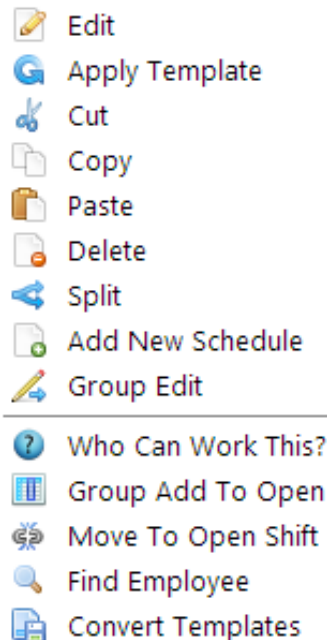 Edit
Apply Template
Cut
Copy
Paste
Delete
Split
Add New Schedule
Group Edit
Who Can Work This?
Group Add To Open
Move To Open Shift
Find Employee
Convert Templates